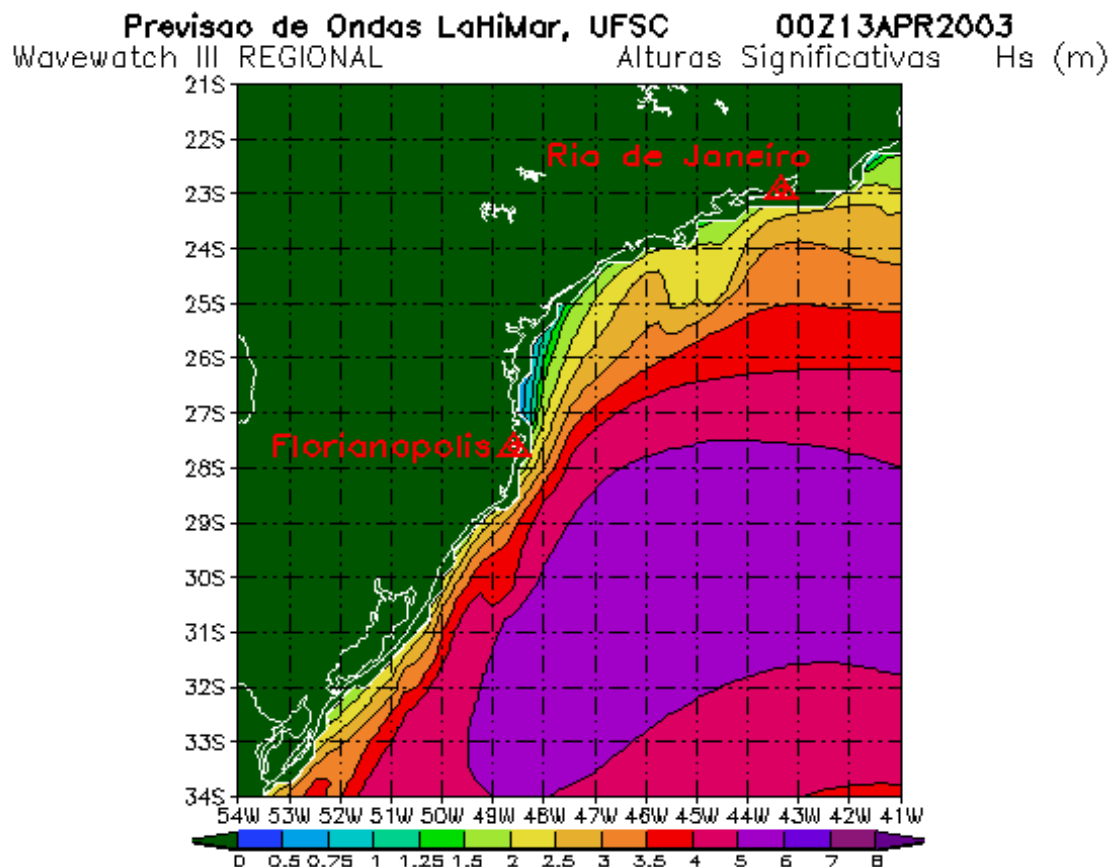 Previsao de Ondas LaHiMar, UFSC 00Z13APR2003
Wavewatch III REGIONAL Alturas Significativas Hs (m)
21S
22S
Ria de Janeiro
23S
24S
25S
26S
27S
Florianopolis
28S
29S
30S
31S
32S
33S
34S
54W 53W 52W 51W 50W 49W 48W 47W 46W 45W 44W 43W 42W 41W
0 0.5 0.75 1 1.25 1.5 2 2.5 3 3.5 4 5 6 7 8